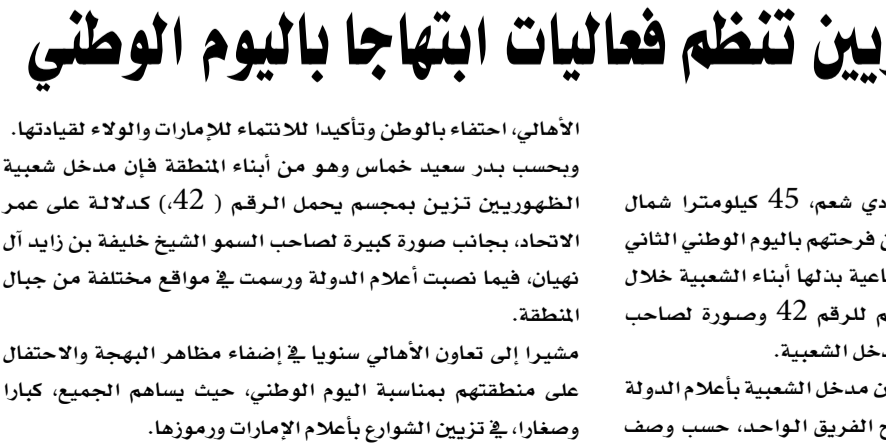 تنظم فعاليات ابتهاجا باليوم الوطني
شعم، 45 كيلومترا شمال
فرحتهم باليوم الوطني الثاني
بذلها أبناء الشعبية خلال
للرقم 42 وصورة لصاحب
الشعبية.
مدخل الشعبية بأعلام الدولة
الفريق الواحد، حسب وصف
الأهالي، احتفاء بالوطن وتأكيدا للانتماء للإمارات والولاء لقيادتها.
وبحسب بدر سعيد خماس وهو من أبناء المنطقة فإن مدخل شعبية
الظهوريين تزين بمجسم يحمل الرقم ( 42،) كدلالة على عمر
الاتحاد، بجانب صورة كبيرة لصاحب السمو الشيخ خليفة بن زايد آل
نهيان، فيما نصبت أعلام الدولة ورسمت في مواقع مختلفة من جبال
المنطقة.
مشيرا إلى تعاون الأهالي سنويا في إضفاء مظاهر البهجة والاحتفال
على منطقتهم بمناسبة اليوم الوطني، حيث يساهم الجميع، كبارا
وصغارا، في تزيين الشوارع بأعلام الإمارات ورموزها.